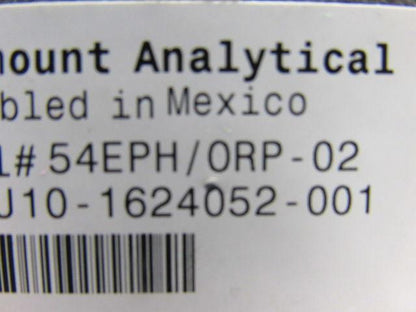 mount Analytical
bled in Mexico
l# 54EPH/ORP-02
J10-1624052-001